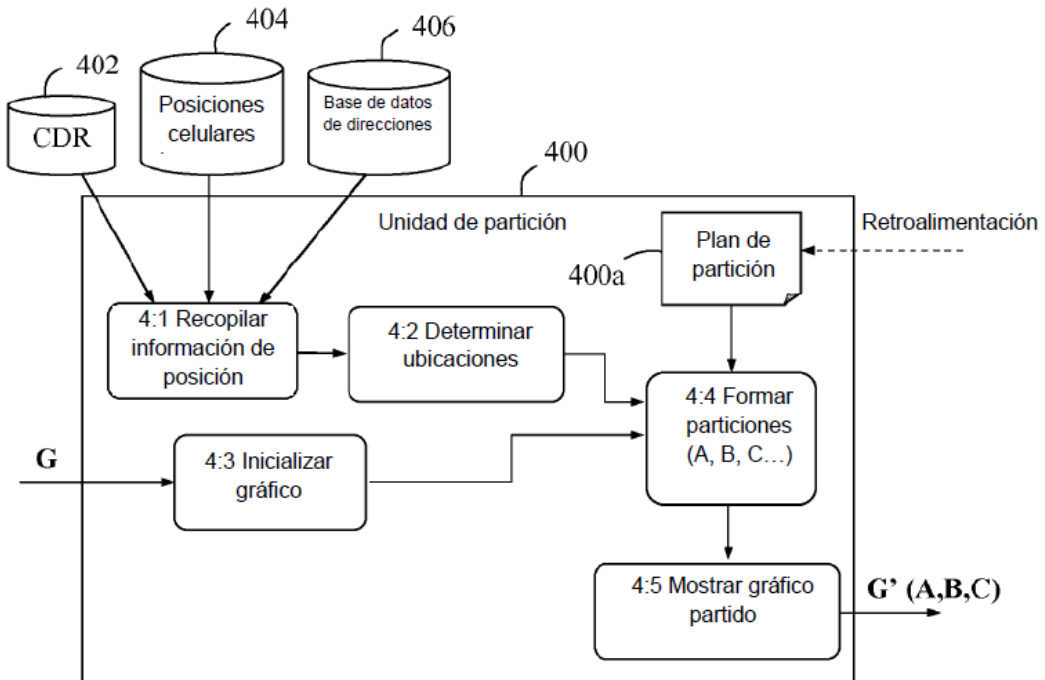 402
404
406
CDR
Posiciones
celulares
Base de datos
de direcciones
400
Unidad de partición
Retroalimentación
Plan de
partición
400a
4:1 Recopilar
información de
posición
4:2 Determinar
ubicaciones
4:4 Formar
particiones
(A, B, C...)
G
4:3 Inicializar
gráfico
4:5 Mostrar gráfico
partido
G’ (A,B,C)